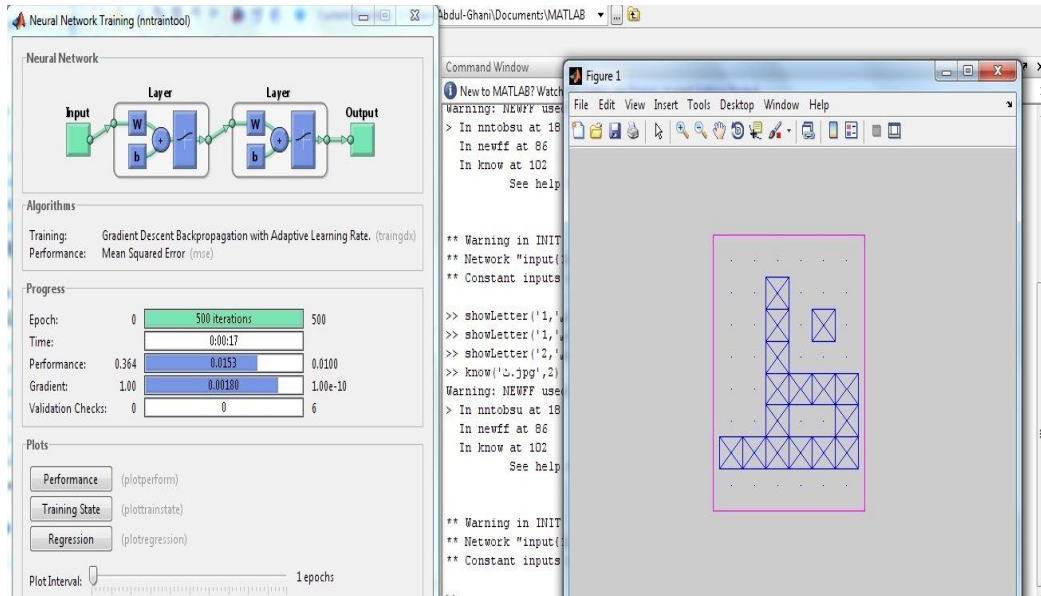 Neural Network Training (nntraintool)
Neural Network
Layer Layer
Input Output
W W
b b
Algorithms
Training: Gradient Descent Backpropagation with Adaptive Learning Rate. (traingdx)
Performance: Mean Squared Error (mse)
Progress
Epoch: 0 500 iterations 500
Time: 0:00:17
Performance: 0.364 0.0153 0.0100
Gradient: 1.00 0.00180 1.00e-10
Validation Checks: 0 0 6
Plots
Performance (plotperform)
Training State (plottrainstate)
Regression (plotregression)
Plot Interval: 1 epochs
Abdul-Ghani\Documents\MATLAB
Command Window
New to MATLAB? Watch
Warning: NEWFF used
> In nntobsu at 18
In newff at 86
In know at 102
See help
** Warning in INIT
** Network "input{
** Constant inputs
>> showLetter('1,'
>> showLetter('1,'
>> showLetter('2,'
>> know('ث.jpg',2)
Warning: NEWFF used
> In nntobsu at 18
In newff at 86
In know at 102
See help
** Warning in INIT
** Network "input{
** Constant inputs
>>
Figure 1
File Edit View Insert Tools Desktop Window Help